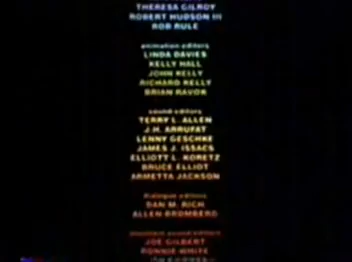 THERESA GILROY
ROBERT HUDSON III
ROB RULE
animation editors
LINDA DAVIES
KELLY HALL
JOHN KELLY
RICHARD KELLY
BRIAN RAVOK
sound editors
TERRY L. ALLEN
J.H. ARRUFAT
LENNY GESCHKE
JAMES J. ISSACS
ELLIOTT L. KORETZ
BRUCE ELLIOT
ARMETTA JACKSON
dialogue editors
DAN M. RICH
ALLEN BROMBERG
assistant sound editors
JOE GILBERT
RONNIE WHITE